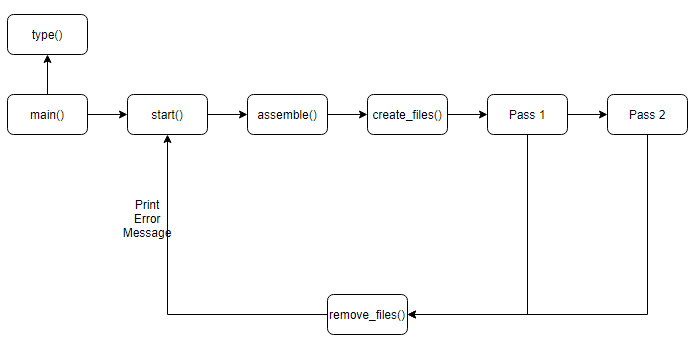 type()
main()
start()
assemble()
create_files()
Pass 1
Pass 2
Print
Error
Message
remove_files()